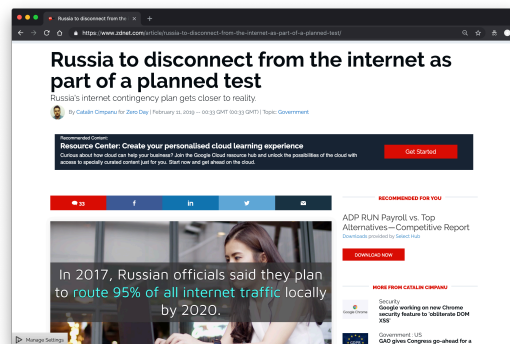 Russia to disconnect from the
https://www.zdnet.com/article/russia-to-disconnect-from-the-internet-as-part-of-a-planned-test/
Russia to disconnect from the internet as
part of a planned test
Russia's internet contingency plan gets closer to reality.
By Catalin Cimpanu for Zero Day | February 11, 2019 -- 00:33 GMT (00:33 GMT) | Topic: Government
Recommended Content:
Resource Center: Create your personalised cloud learning experience
Curious about how cloud can help your business? Join the Google Cloud resource hub and unlock the possibilities of the cloud with
access to specially curated content just for you. Start now and get ahead on the cloud.
Get Started
33
f
in
RECOMMENDED FOR YOU
ADP RUN Payroll vs. Top
Alternatives—Competitive Report
Downloads provided by Select Hub
DOWNLOAD NOW
In 2017, Russian officials said they plan
to route 95% of all internet traffic locally
by 2020.
MORE FROM CATALIN CIMPANU
Google Chrome
Security
Google working on new Chrome
security feature to 'obliterate DOM
XSS'
GDPR
Government : US
GAO gives Congress go-ahead for a
Manage Settings